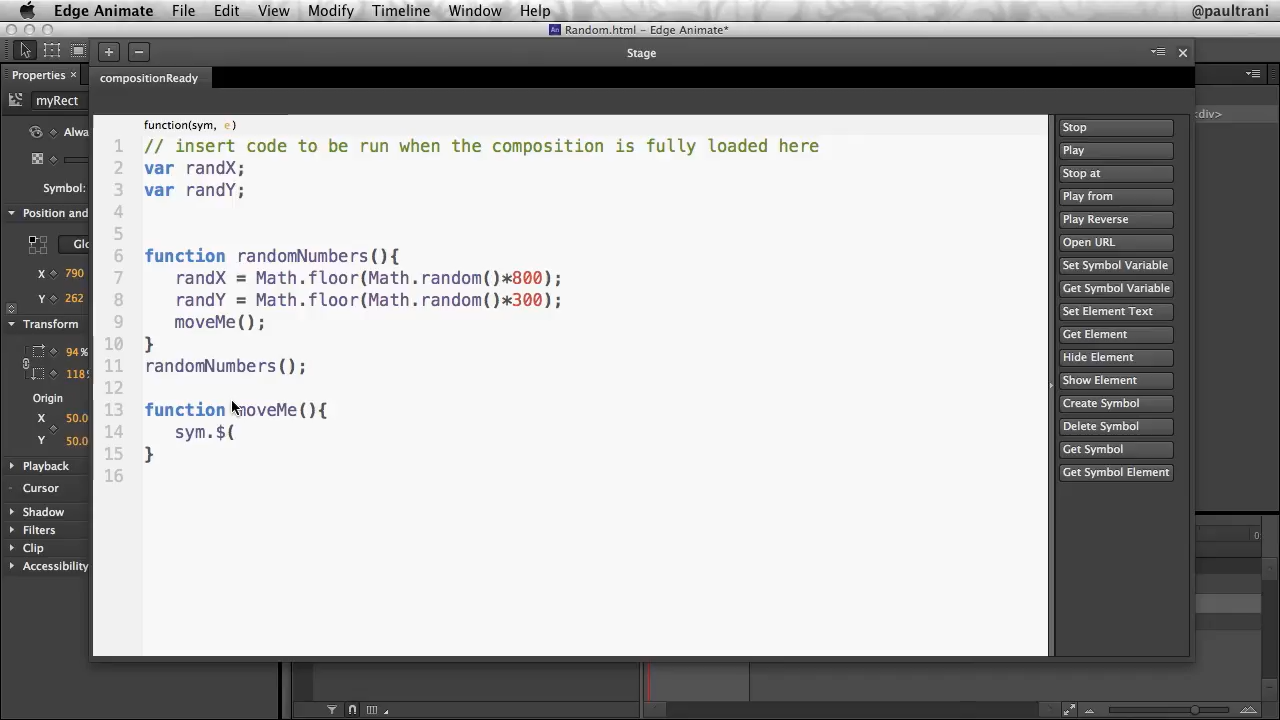 Edge Animate File Edit View Modify Timeline Window Help @paultrani
An Random.html - Edge Animate*
Stage
Properties ×
compositionReady
myRect
<div>
function(sym, e)
Stop
1 // insert code to be run when the composition is fully loaded here
Play
2 var randX;
Stop at
3 var randY;
Symbol:
Play from
4
Position and
Play Reverse
5
Open URL
6 function randomNumbers(){
Set Symbol Variable
X 790
7 randX = Math.floor(Math.random()*800);
Get Symbol Variable
Y 262
8 randY = Math.floor(Math.random()*300);
Set Element Text
Transform
9 moveMe();
Get Element
94%
10 }
Hide Element
118
11 randomNumbers();
Show Element
Origin
12
Create Symbol
X 50.0
13 function moveMe(){
Delete Symbol
Y 50.0
14 sym.$(
Get Symbol
15 }
Playback
Get Symbol Element
16
Cursor
Shadow
Filters
Clip
Accessibility